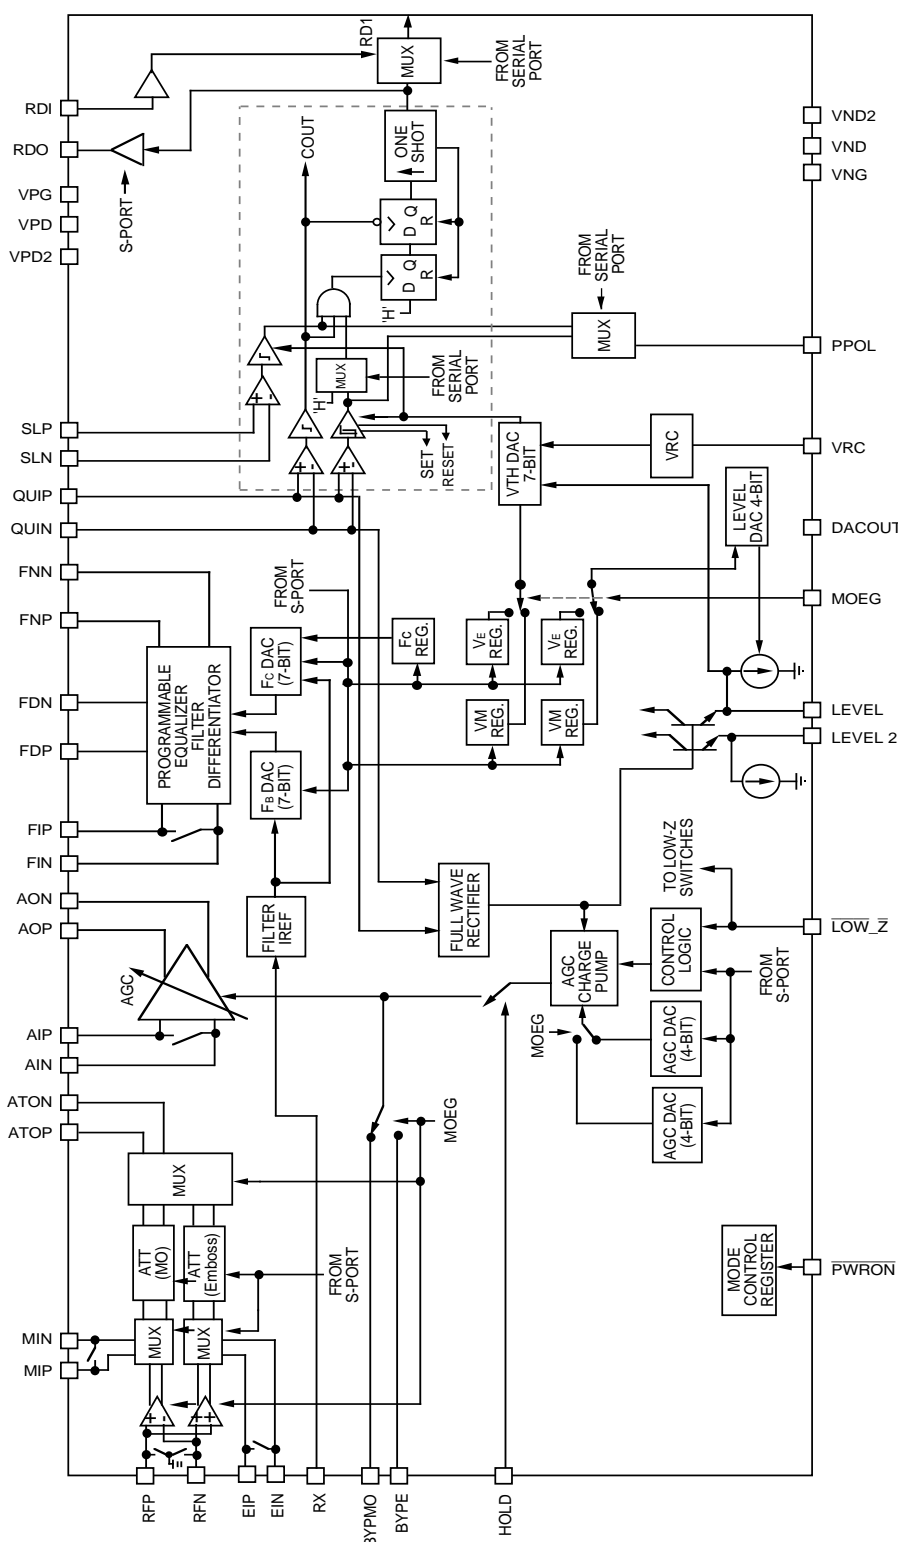 RD1
MUX
FROM
SERIAL
PORT
RDI
RDO
S-PORT
VPG
VPD
VPD2
COUT
ONE
SHOT
D Q
R
D Q
R
'H'
MUX
'H'
FROM
SERIAL
PORT
SET
RESET
FROM
SERIAL
PORT
MUX
VND2
VND
VNG
PPOL
SLP
SLN
QUIP
QUIN
VTH DAC
7-BIT
VRC
VRC
LEVEL
DAC 4-BIT
DACOUT
MOEG
FNN
FNP
FDN
FDP
FIP
FIN
PROGRAMMABLE
EQUALIZER
FILTER
DIFFERENTIATOR
FROM
S-PORT
FC DAC
(7-BIT)
FC
REG.
VE
REG.
VE
REG.
VM
REG.
VM
REG.
FB DAC
(7-BIT)
LEVEL
LEVEL 2
AON
AOP
AGC
AIP
AIN
FILTER
IREF
FULL WAVE
RECTIFIER
AGC
CHARGE
PUMP
CONTROL
LOGIC
TO LOW-Z
SWITCHES
LOW_Z
FROM
S-PORT
MOEG
AGC DAC
(4-BIT)
AGC DAC
(4-BIT)
ATON
ATOP
MUX
MOEG
ATT
(MO)
ATT
(Emboss)
FROM
S-PORT
MUX
MUX
MIN
MIP
MODE
CONTROL
REGISTER
PWRON
RFP
RFN
EIP
EIN
RX
BYPMO
BYPE
HOLD